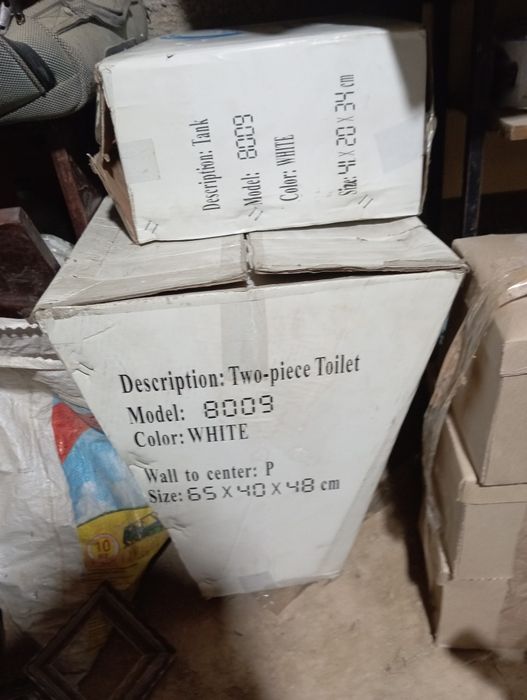 Description: Tank
Model: 8009
Color: WHITE
Size: 41 X 20 X 34 cm
Description: Two-piece Toilet
Model: 8009
Color: WHITE
Wall to center: P
Size: 65 X 40 X 48 cm
10